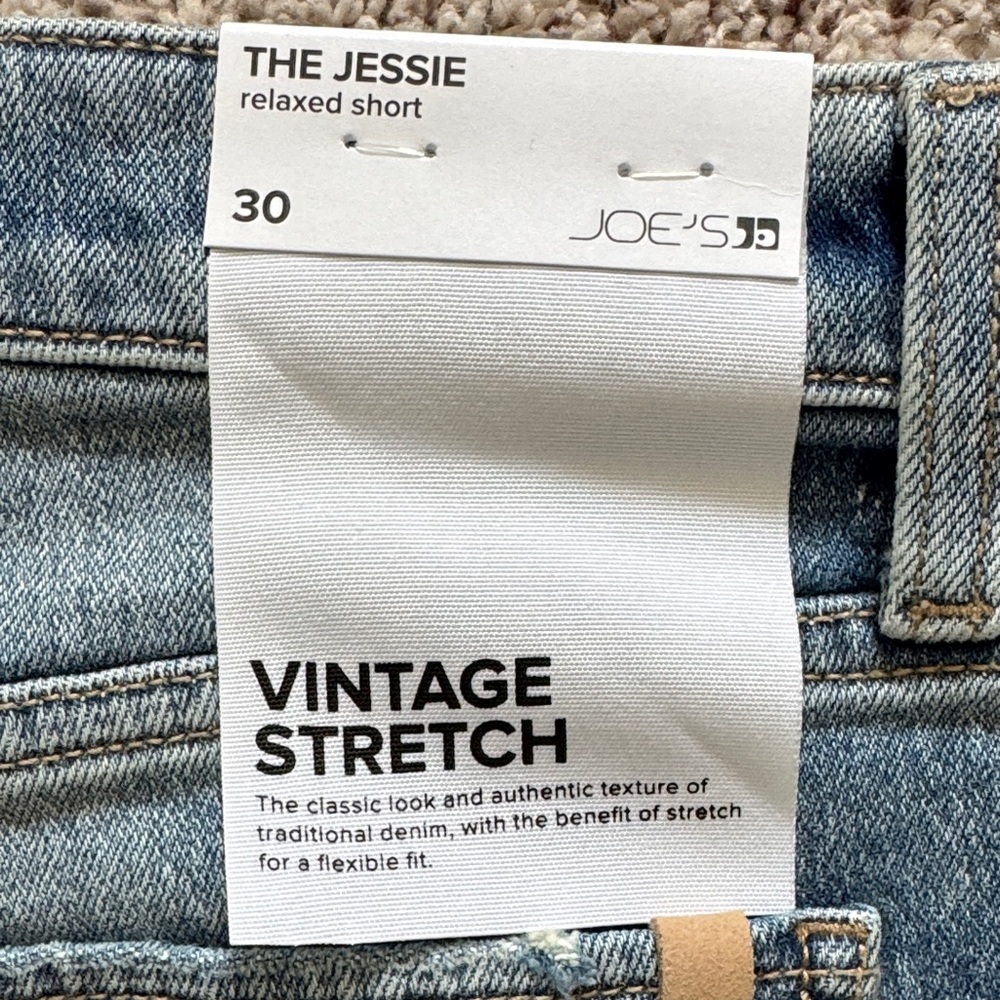 THE JESSIE
relaxed short
30
JOE'S
VINTAGE
STRETCH
The classic look and authentic texture of
traditional denim, with the benefit of stretch
for a flexible fit.